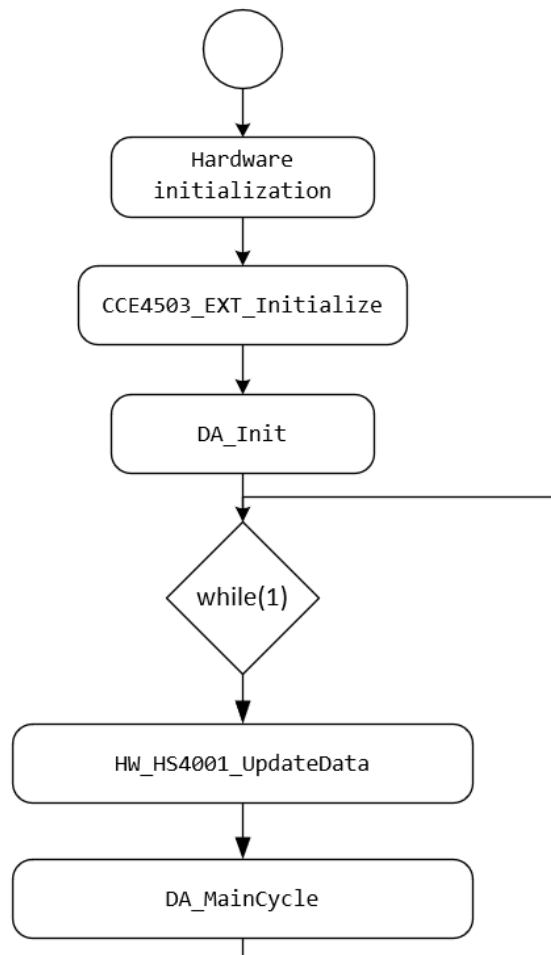 Hardware
initialization
CCE4503_EXT_Initialize
DA_Init
while(1)
HW_HS4001_UpdateData
DA_MainCycle